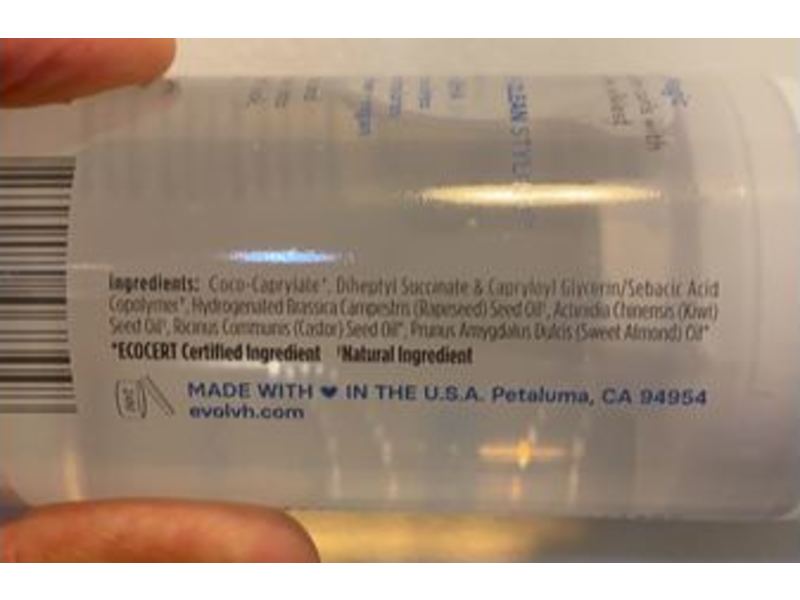 Ingredients: Coco-Caprylate*, Diheptyl Succinate & Capryloyl Glycerin/Sebacic Acid
Copolymer†, Hydrogenated Brassica Campestris (Rapeseed) Seed Oil†, Actinidia Chinensis (Kiwi)
Seed Oil†, Ricinus Communis (Castor) Seed Oil*, Prunus Amygdalus Dulcis (Sweet Almond) Oil*
*ECOCERT Certified Ingredient †Natural Ingredient
MADE WITH ♥ IN THE U.S.A. Petaluma, CA 94954
evolvh.com